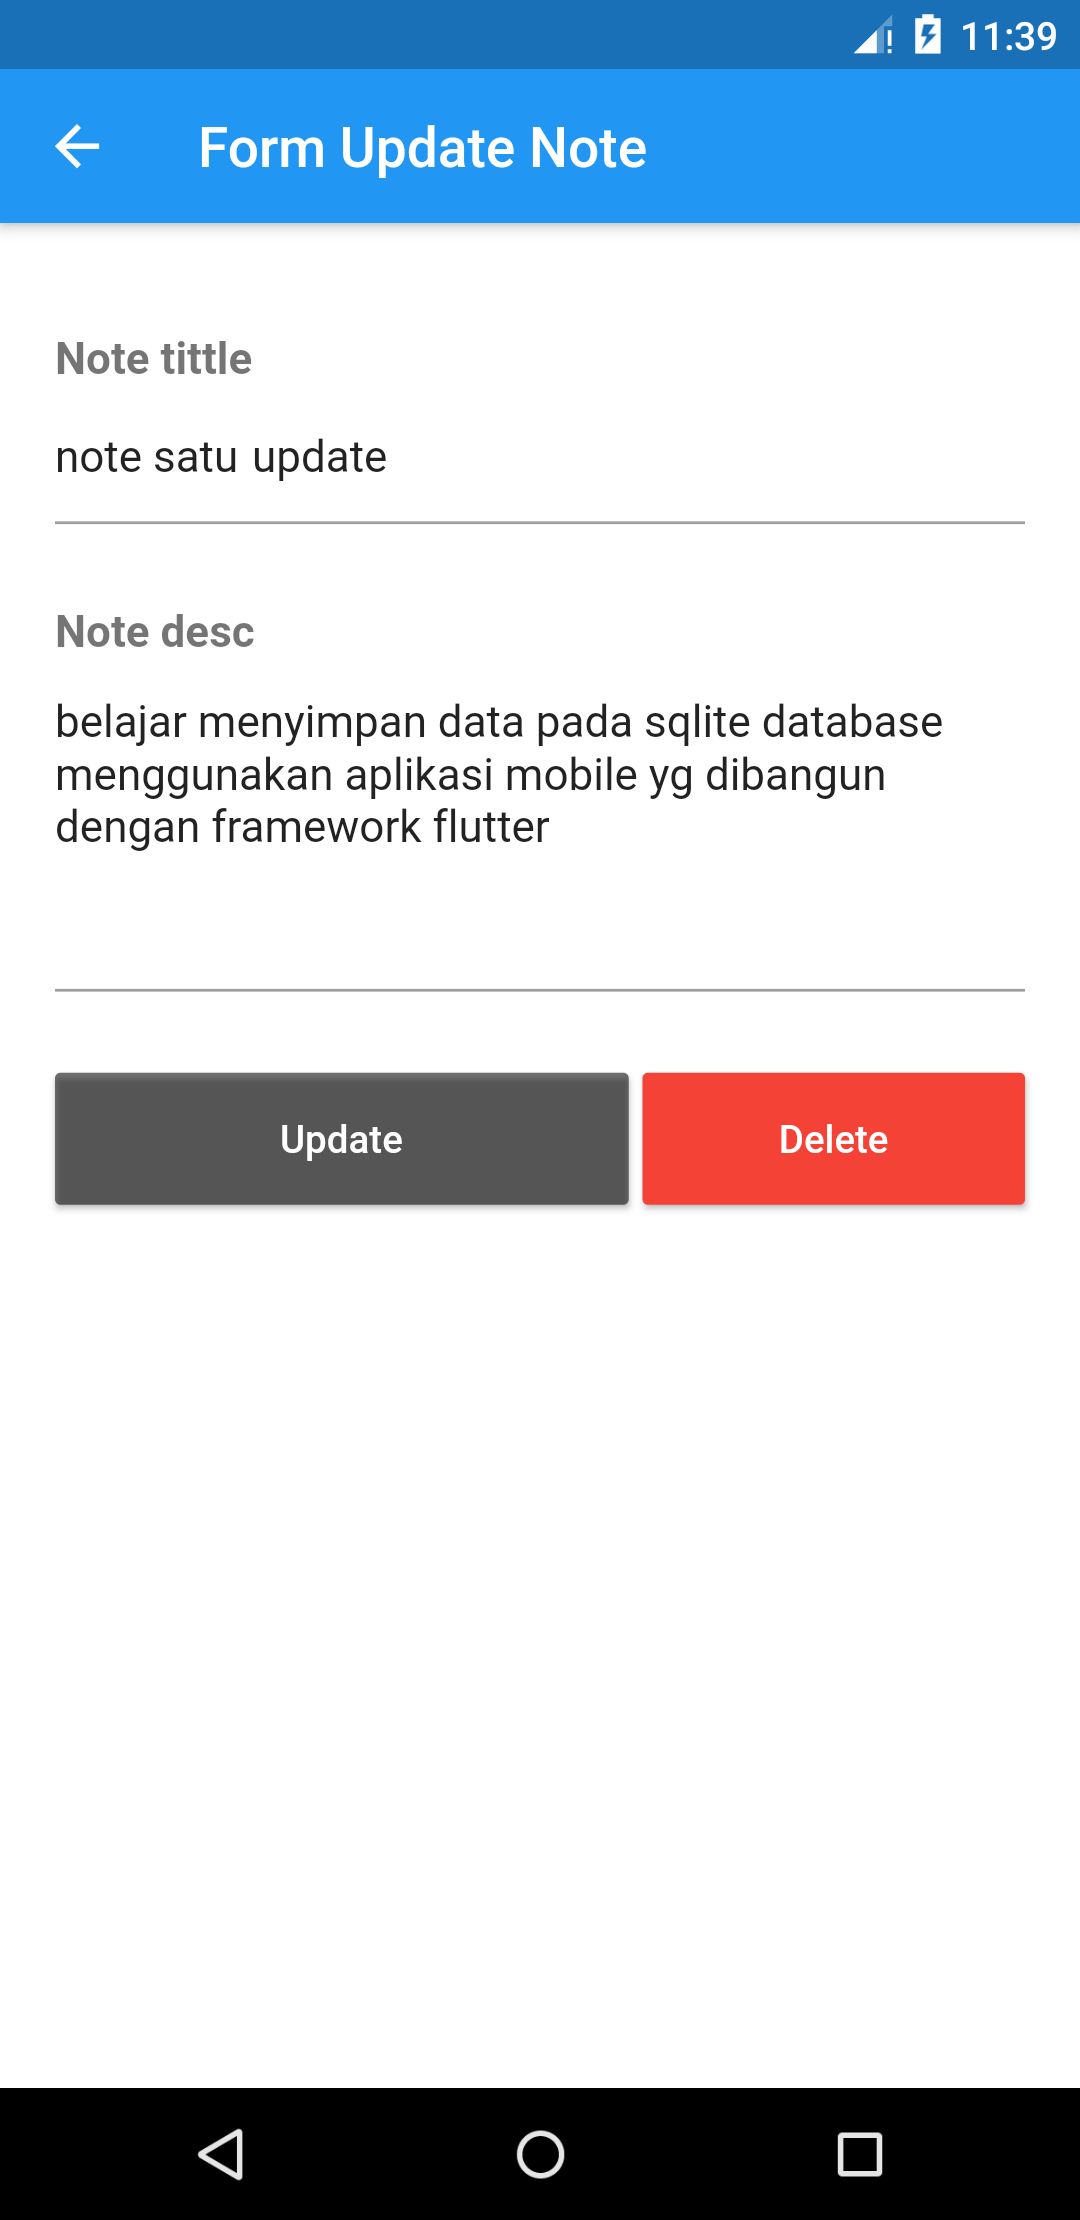 11:39
Form Update Note
Note tittle
note satu update
Note desc
belajar menyimpan data pada sqlite database
menggunakan aplikasi mobile yg dibangun
dengan framework flutter
Update
Delete